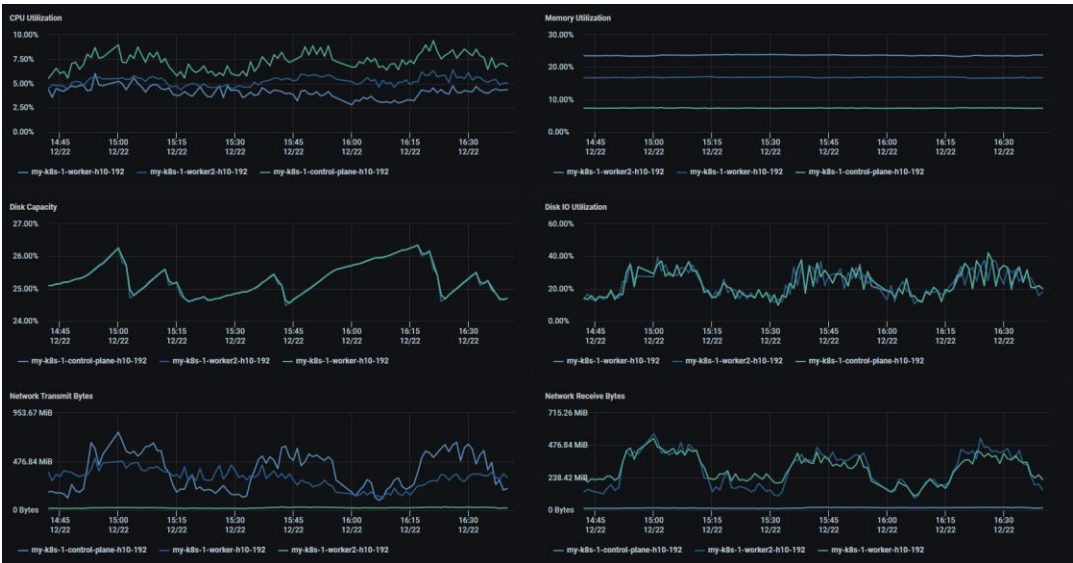 CPU Utilization
10.00%
7.50%
5.00%
2.50%
0.00%
14:45 15:00 15:15 15:30 15:45 16:00 16:15 16:30
12/22 12/22 12/22 12/22 12/22 12/22 12/22 12/22
my-k8s-1-worker-h10-192 my-k8s-1-worker2-h10-192 my-k8s-1-control-plane-h10-192
Memory Utilization
30.00%
20.00%
10.00%
0.00%
14:45 15:00 15:15 15:30 15:45 16:00 16:15 16:30
12/22 12/22 12/22 12/22 12/22 12/22 12/22 12/22
my-k8s-1-worker2-h10-192 my-k8s-1-worker-h10-192 my-k8s-1-control-plane-h10-192
Disk Capacity
27.00%
26.00%
25.00%
24.00%
14:45 15:00 15:15 15:30 15:45 16:00 16:15 16:30
12/22 12/22 12/22 12/22 12/22 12/22 12/22 12/22
my-k8s-1-control-plane-h10-192 my-k8s-1-worker2-h10-192 my-k8s-1-worker-h10-192
Disk IO Utilization
60.00%
40.00%
20.00%
0.00%
14:45 15:00 15:15 15:30 15:45 16:00 16:15 16:30
12/22 12/22 12/22 12/22 12/22 12/22 12/22 12/22
my-k8s-1-worker-h10-192 my-k8s-1-worker2-h10-192 my-k8s-1-control-plane-h10-192
Network Transmit Bytes
953.67 MiB
476.84 MiB
0 Bytes
14:45 15:00 15:15 15:30 15:45 16:00 16:15 16:30
12/22 12/22 12/22 12/22 12/22 12/22 12/22 12/22
my-k8s-1-control-plane-h10-192 my-k8s-1-worker-h10-192 my-k8s-1-worker2-h10-192
Network Receive Bytes
715.26 MiB
476.84 MiB
238.42 MiB
0 Bytes
14:45 15:00 15:15 15:30 15:45 16:00 16:15 16:30
12/22 12/22 12/22 12/22 12/22 12/22 12/22 12/22
my-k8s-1-control-plane-h10-192 my-k8s-1-worker2-h10-192 my-k8s-1-worker-h10-192